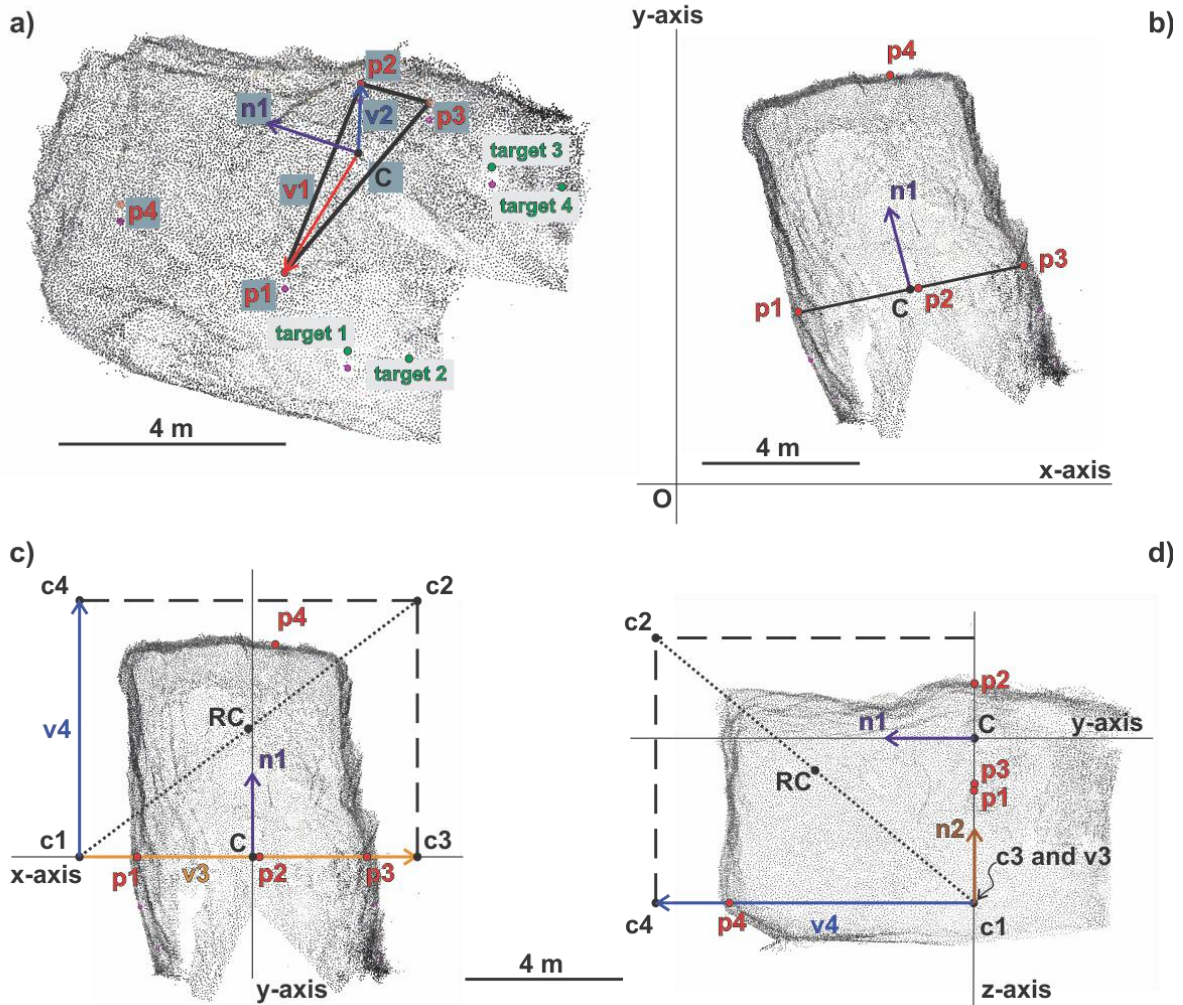 a)
p2
n1
v2
p3
C
target 3
v1
target 4
p4
p1
target 1
target 2
4 m
y-axis
b)
p4
n1
p3
p1
C
p2
4 m
x-axis
O
c)
c4
c2
p4
RC
v4
n1
c1
C
c3
x-axis
p1
v3
p2
p3
4 m
y-axis
d)
c2
p2
n1
C
y-axis
RC
p3
p1
n2
c3 and v3
c4
p4
v4
c1
z-axis